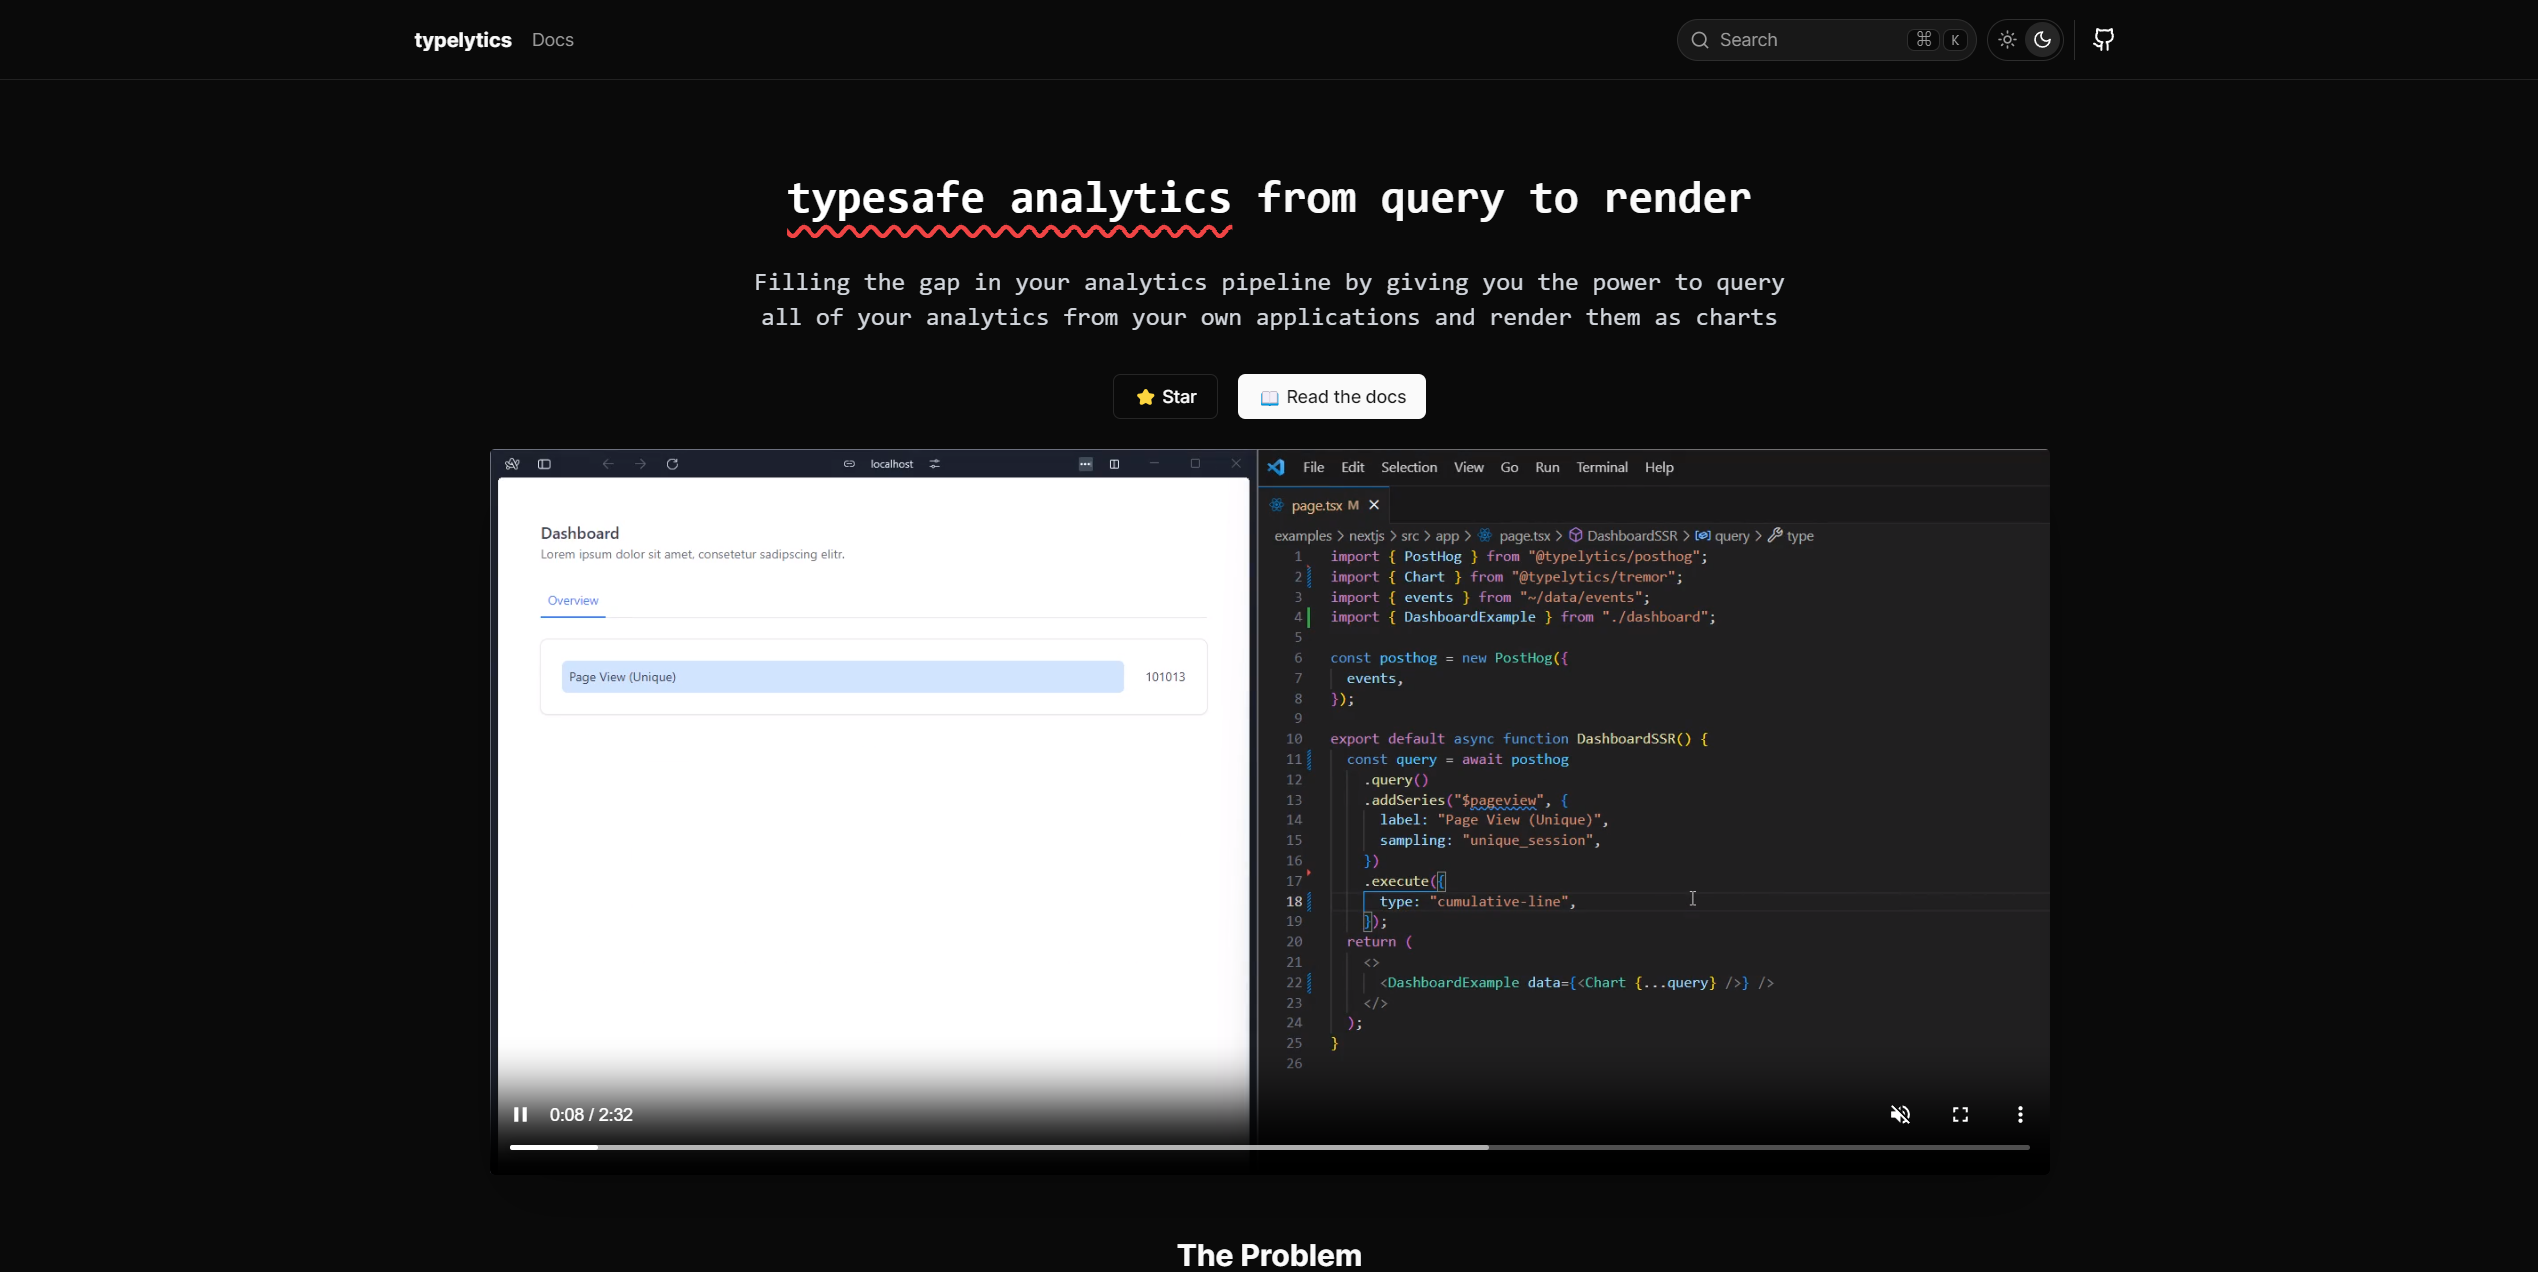 typelytics Docs
Search ⌘ K
typesafe analytics from query to render
Filling the gap in your analytics pipeline by giving you the power to query
all of your analytics from your own applications and render them as charts
⭐ Star
📖 Read the docs
localhost
Dashboard
Lorem ipsum dolor sit amet, consetetur sadipscing elitr.
Overview
Page View (Unique) 101013
File Edit Selection View Go Run Terminal Help
page.tsx M
examples > nextjs > src > app > page.tsx > DashboardSSR > query > type
1 import { PostHog } from "@typelytics/posthog";
2 import { Chart } from "@typelytics/tremor";
3 import { events } from "~/data/events";
4 import { DashboardExample } from "./dashboard";
5
6 const posthog = new PostHog({
7 events,
8 });
9
10 export default async function DashboardSSR() {
11 const query = await posthog
12 .query()
13 .addSeries("$pageview", {
14 label: "Page View (Unique)",
15 sampling: "unique_session",
16 })
17 .execute({
18 type: "cumulative-line",
19 });
20 return (
21 <>
22 <DashboardExample data={<Chart {...query} />} />
23 </>
24 );
25 }
26
0:08 / 2:32
The Problem